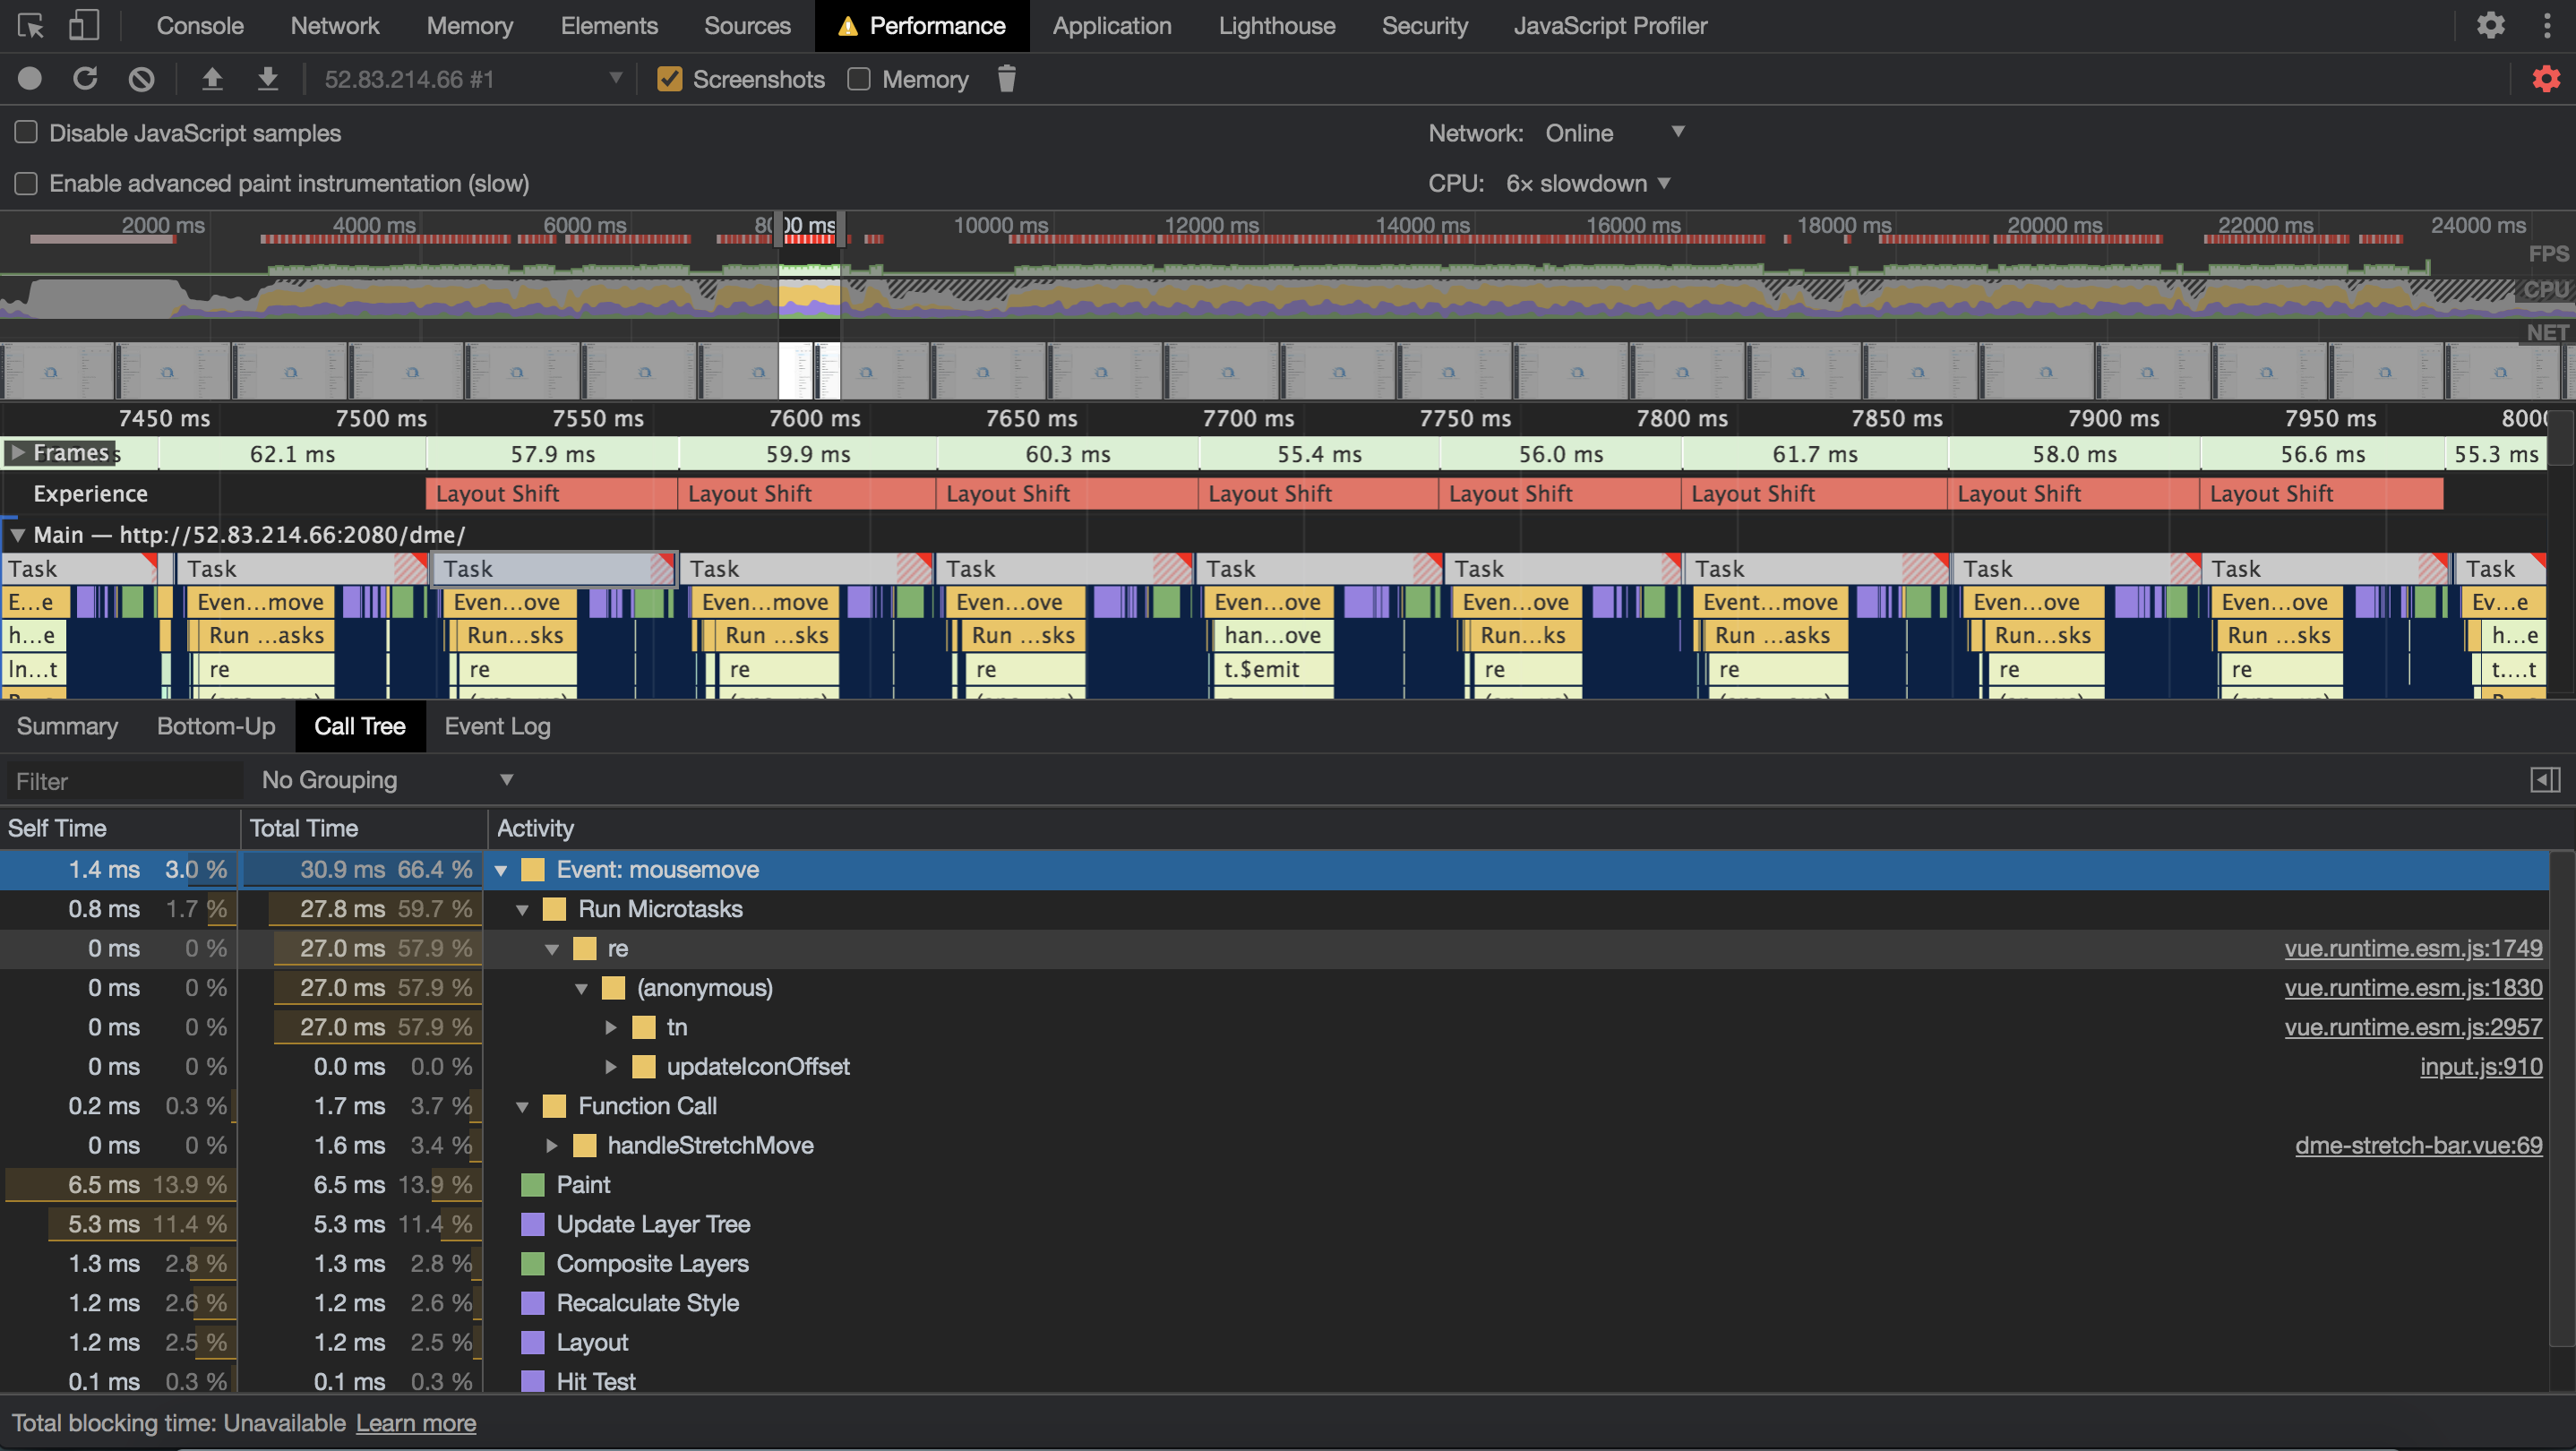 Console Network Memory Elements Sources Performance Application Lighthouse Security JavaScript Profiler
52.83.214.66 #1 Screenshots Memory
Disable JavaScript samples Network: Online
Enable advanced paint instrumentation (slow) CPU: 6× slowdown
2000 ms 4000 ms 6000 ms 10000 ms 12000 ms 14000 ms 16000 ms 18000 ms 20000 ms 22000 ms 24000 ms
FPS
CPU
NET
7450 ms 7500 ms 7550 ms 7600 ms 7650 ms 7700 ms 7750 ms 7800 ms 7850 ms 7900 ms 7950 ms
Frames 62.1 ms 57.9 ms 59.9 ms 60.3 ms 55.4 ms 56.0 ms 61.7 ms 58.0 ms 56.6 ms 55.3 ms
Experience Layout Shift Layout Shift Layout Shift Layout Shift Layout Shift Layout Shift Layout Shift Layout Shift
Main — http://52.83.214.66:2080/dme/
Task Task Task Task Task Task Task Task Task Task Task
E...e Even...move Even...ove Even...move Even...ove Even...ove Even...ove Event...move Even...ove Even...ove Ev...e
h...e Run ...asks Run...sks Run ...sks Run ...sks han...ove Run...ks Run ...asks Run...sks Run ...sks h...e
In...t re re re re t.$emit re re re re t....t
Summary Bottom-Up Call Tree Event Log
Filter No Grouping
Self Time Total Time Activity
1.4 ms 3.0 % 30.9 ms 66.4 % Event: mousemove
0.8 ms 1.7 % 27.8 ms 59.7 % Run Microtasks
0 ms 0 % 27.0 ms 57.9 % re vue.runtime.esm.js:1749
0 ms 0 % 27.0 ms 57.9 % (anonymous) vue.runtime.esm.js:1830
0 ms 0 % 27.0 ms 57.9 % tn vue.runtime.esm.js:2957
0 ms 0 % 0.0 ms 0.0 % updateIconOffset input.js:910
0.2 ms 0.3 % 1.7 ms 3.7 % Function Call
0 ms 0 % 1.6 ms 3.4 % handleStretchMove dme-stretch-bar.vue:69
6.5 ms 13.9 % 6.5 ms 13.9 % Paint
5.3 ms 11.4 % 5.3 ms 11.4 % Update Layer Tree
1.3 ms 2.8 % 1.3 ms 2.8 % Composite Layers
1.2 ms 2.6 % 1.2 ms 2.6 % Recalculate Style
1.2 ms 2.5 % 1.2 ms 2.5 % Layout
0.1 ms 0.3 % 0.1 ms 0.3 % Hit Test
Total blocking time: Unavailable Learn more